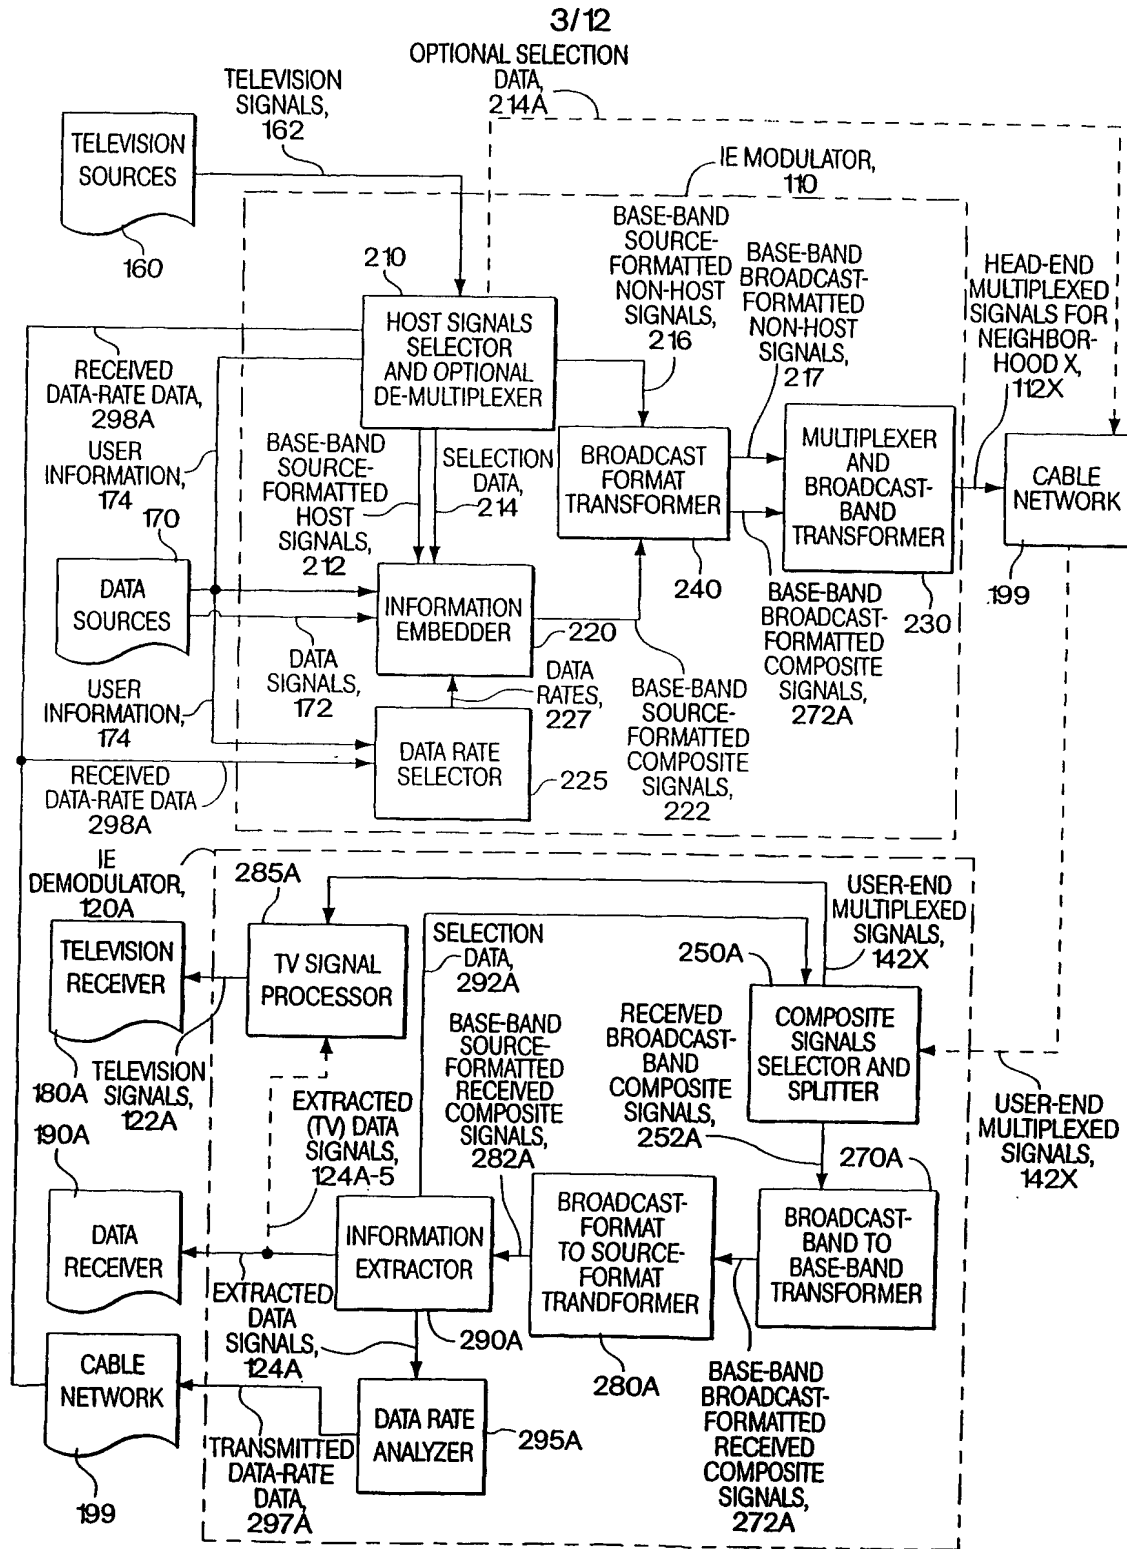 3/12
OPTIONAL SELECTION
DATA,
214A
TELEVISION
SIGNALS,
162
TELEVISION
SOURCES
160
IE MODULATOR,
110
210
HOST SIGNALS
SELECTOR
AND OPTIONAL
DE-MULTIPLEXER
BASE-BAND
SOURCE-
FORMATTED
NON-HOST
SIGNALS,
216
BASE-BAND
BROADCAST-
FORMATTED
NON-HOST
SIGNALS,
217
HEAD-END
MULTIPLEXED
SIGNALS FOR
NEIGHBOR-
HOOD X,
112X
RECEIVED
DATA-RATE DATA,
298A
USER
INFORMATION,
174
BASE-BAND
SOURCE-
FORMATTED
HOST
SIGNALS,
212
SELECTION
DATA,
214
BROADCAST
FORMAT
TRANSFORMER
240
MULTIPLEXER
AND
BROADCAST-
BAND
TRANSFORMER
230
CABLE
NETWORK
199
170
DATA
SOURCES
INFORMATION
EMBEDDER
220
DATA
SIGNALS,
172
DATA
RATES,
227
BASE-BAND
SOURCE-
FORMATTED
COMPOSITE
SIGNALS,
222
BASE-BAND
BROADCAST-
FORMATTED
COMPOSITE
SIGNALS,
272A
USER
INFORMATION,
174
DATA RATE
SELECTOR
225
RECEIVED
DATA-RATE DATA
298A
IE
DEMODULATOR,
120A
285A
TELEVISION
RECEIVER
180A
TV SIGNAL
PROCESSOR
TELEVISION
SIGNALS,
122A
SELECTION
DATA,
292A
USER-END
MULTIPLEXED
SIGNALS,
142X
250A
COMPOSITE
SIGNALS
SELECTOR AND
SPLITTER
RECEIVED
BROADCAST-
BAND
COMPOSITE
SIGNALS,
252A
BASE-BAND
SOURCE-
FORMATTED
RECEIVED
COMPOSITE
SIGNALS,
282A
EXTRACTED
(TV) DATA
SIGNALS,
124A-5
USER-END
MULTIPLEXED
SIGNALS,
142X
190A
DATA
RECEIVER
INFORMATION
EXTRACTOR
290A
BROADCAST-
FORMAT
TO SOURCE-
FORMAT
TRANDFORMER
280A
270A
BROADCAST-
BAND TO
BASE-BAND
TRANSFORMER
EXTRACTED
DATA
SIGNALS,
124A
CABLE
NETWORK
199
TRANSMITTED
DATA-RATE
DATA,
297A
DATA RATE
ANALYZER
295A
BASE-BAND
BROADCAST-
FORMATTED
RECEIVED
COMPOSITE
SIGNALS,
272A